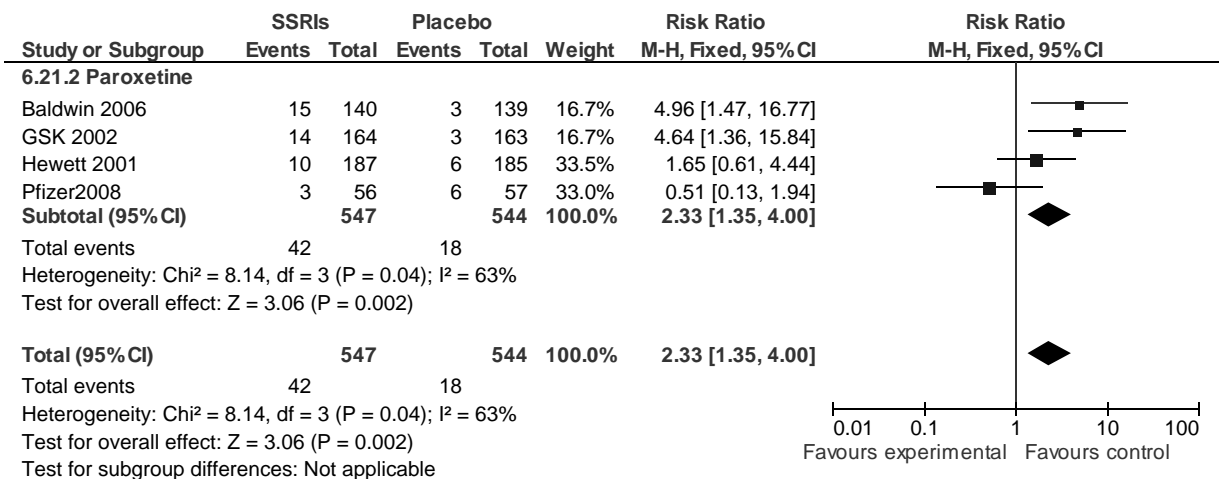 SSRIs Placebo Risk Ratio Risk Ratio
Study or Subgroup Events Total Events Total Weight M-H, Fixed, 95% CI M-H, Fixed, 95% CI
6.21.2 Paroxetine
Baldwin 2006 15 140 3 139 16.7% 4.96 [1.47, 16.77]
GSK 2002 14 164 3 163 16.7% 4.64 [1.36, 15.84]
Hewett 2001 10 187 6 185 33.5% 1.65 [0.61, 4.44]
Pfizer2008 3 56 6 57 33.0% 0.51 [0.13, 1.94]
Subtotal (95% CI) 547 544 100.0% 2.33 [1.35, 4.00]
Total events 42 18
Heterogeneity: Chi² = 8.14, df = 3 (P = 0.04); I² = 63%
Test for overall effect: Z = 3.06 (P = 0.002)
Total (95% CI) 547 544 100.0% 2.33 [1.35, 4.00]
Total events 42 18
Heterogeneity: Chi² = 8.14, df = 3 (P = 0.04); I² = 63%
Test for overall effect: Z = 3.06 (P = 0.002)
Test for subgroup differences: Not applicable
0.01 0.1 1 10 100
Favours experimental Favours control